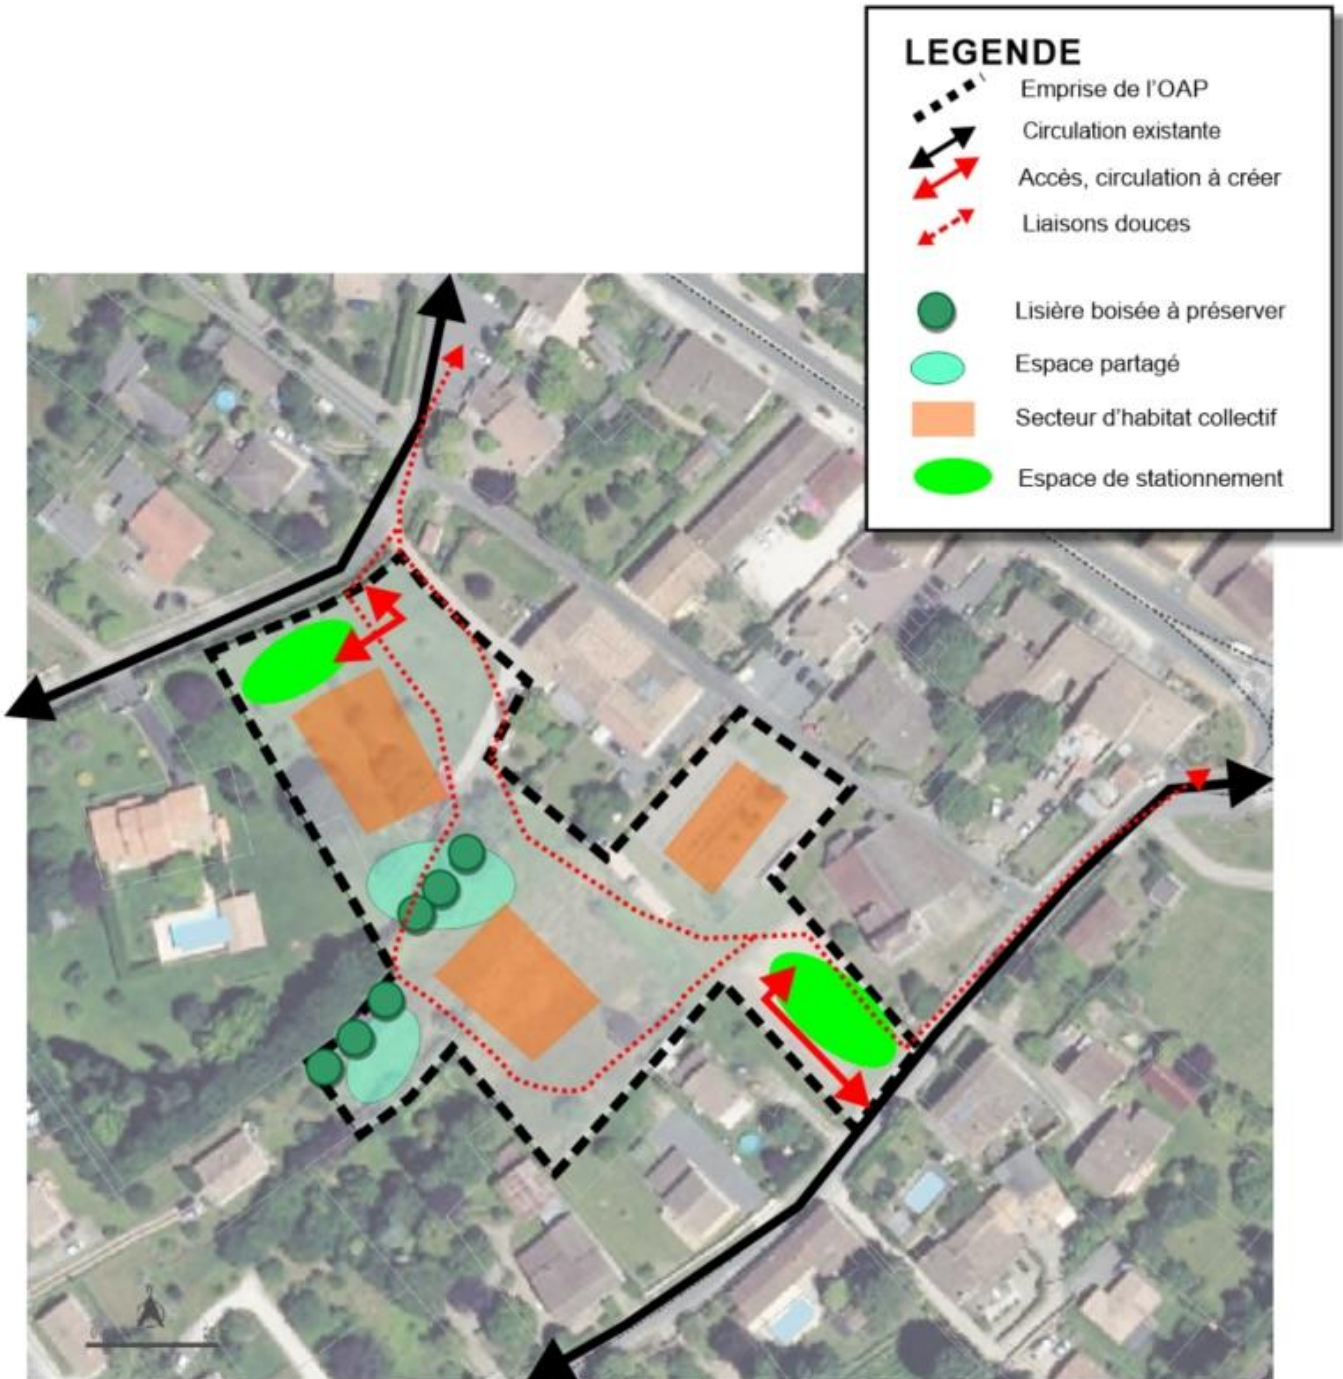 LEGENDE
Emprise de l'OAP
Circulation existante
Accès, circulation à créer
Liaisons douces
Lisière boisée à préserver
Espace partagé
Secteur d'habitat collectif
Espace de stationnement